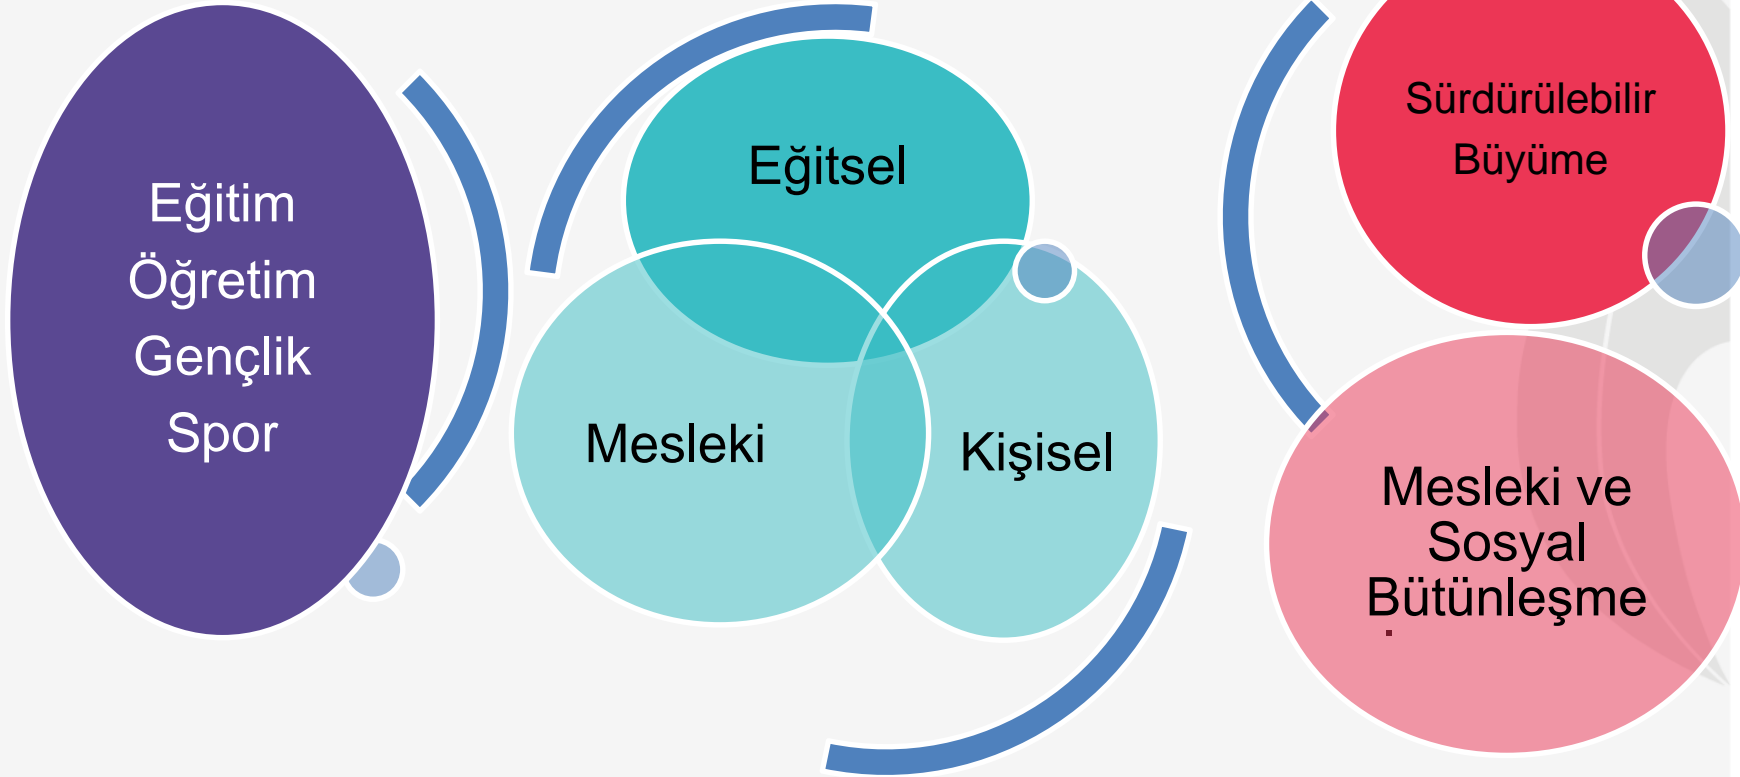 Eğitim
Öğretim
Gençlik
Spor
Eğitsel
Mesleki
Kişisel
Sürdürülebilir
Büyüme
Mesleki ve
Sosyal
Bütünleşme